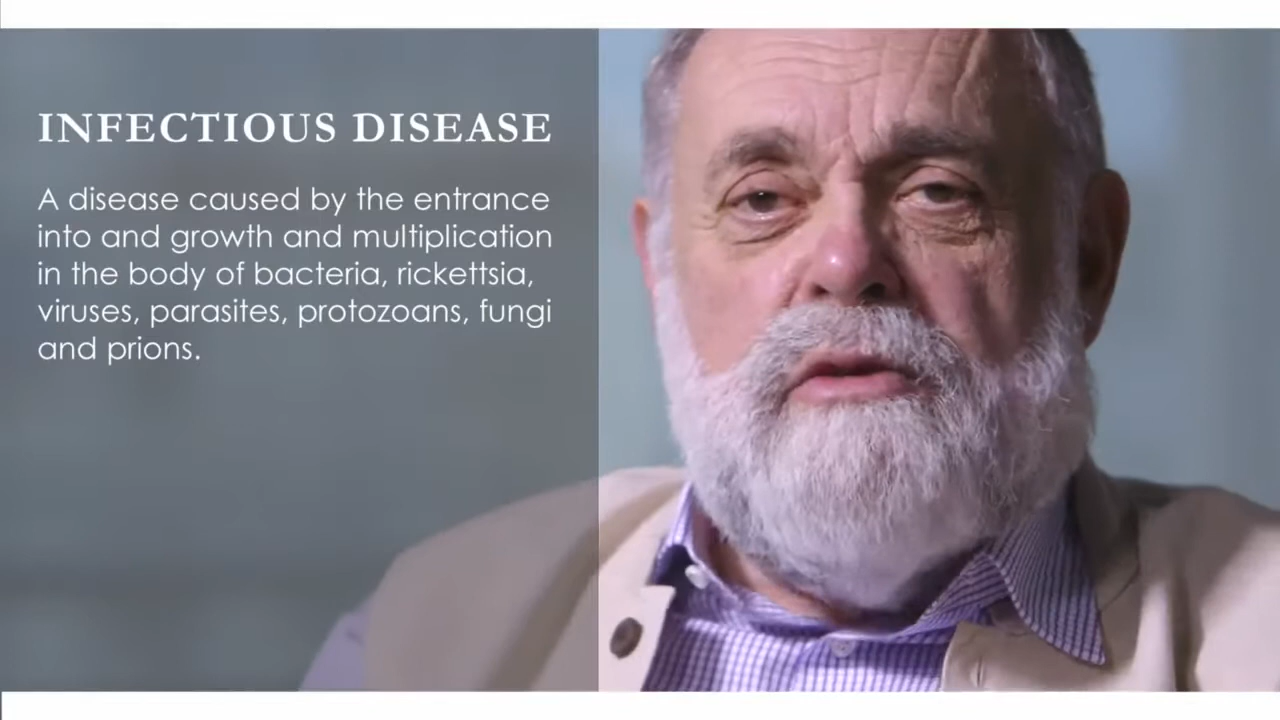 INFECTIOUS DISEASE
A disease caused by the entrance
into and growth and multiplication
in the body of bacteria, rickettsia,
viruses, parasites, protozoans, fungi
and prions.